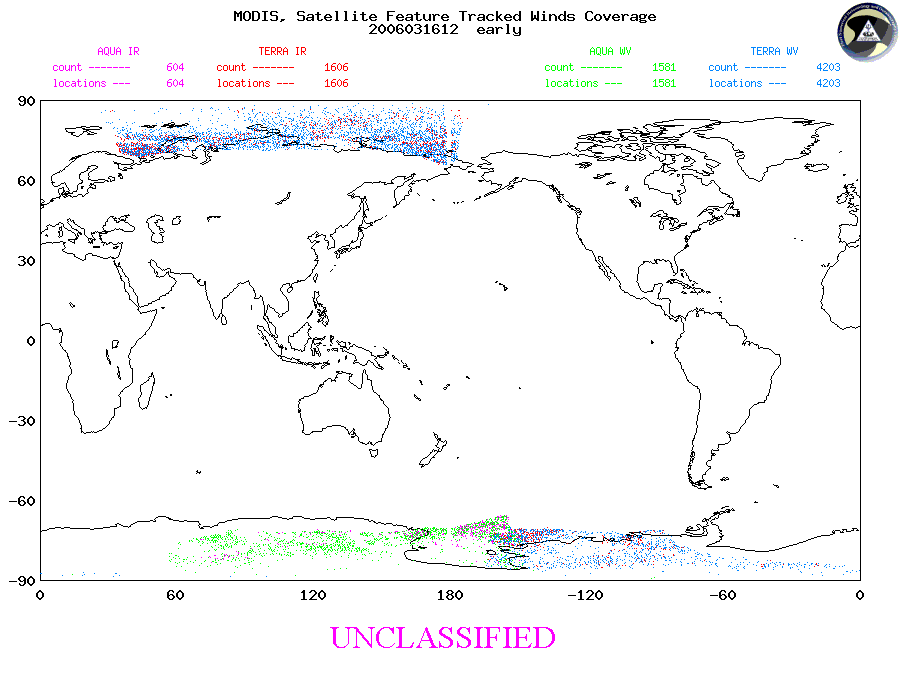 MODIS, Satellite Feature Tracked Winds Coverage
2006031612 early
AQUA IR TERRA IR AQUA WV TERRA WV
count ------- 604 count ------- 1606 count ------- 1581 count ------- 4203
locations --- 604 locations --- 1606 locations --- 1581 locations --- 4203
90
60
30
0
-30
-60
-90
0 60 120 180 -120 -60 0
UNCLASSIFIED